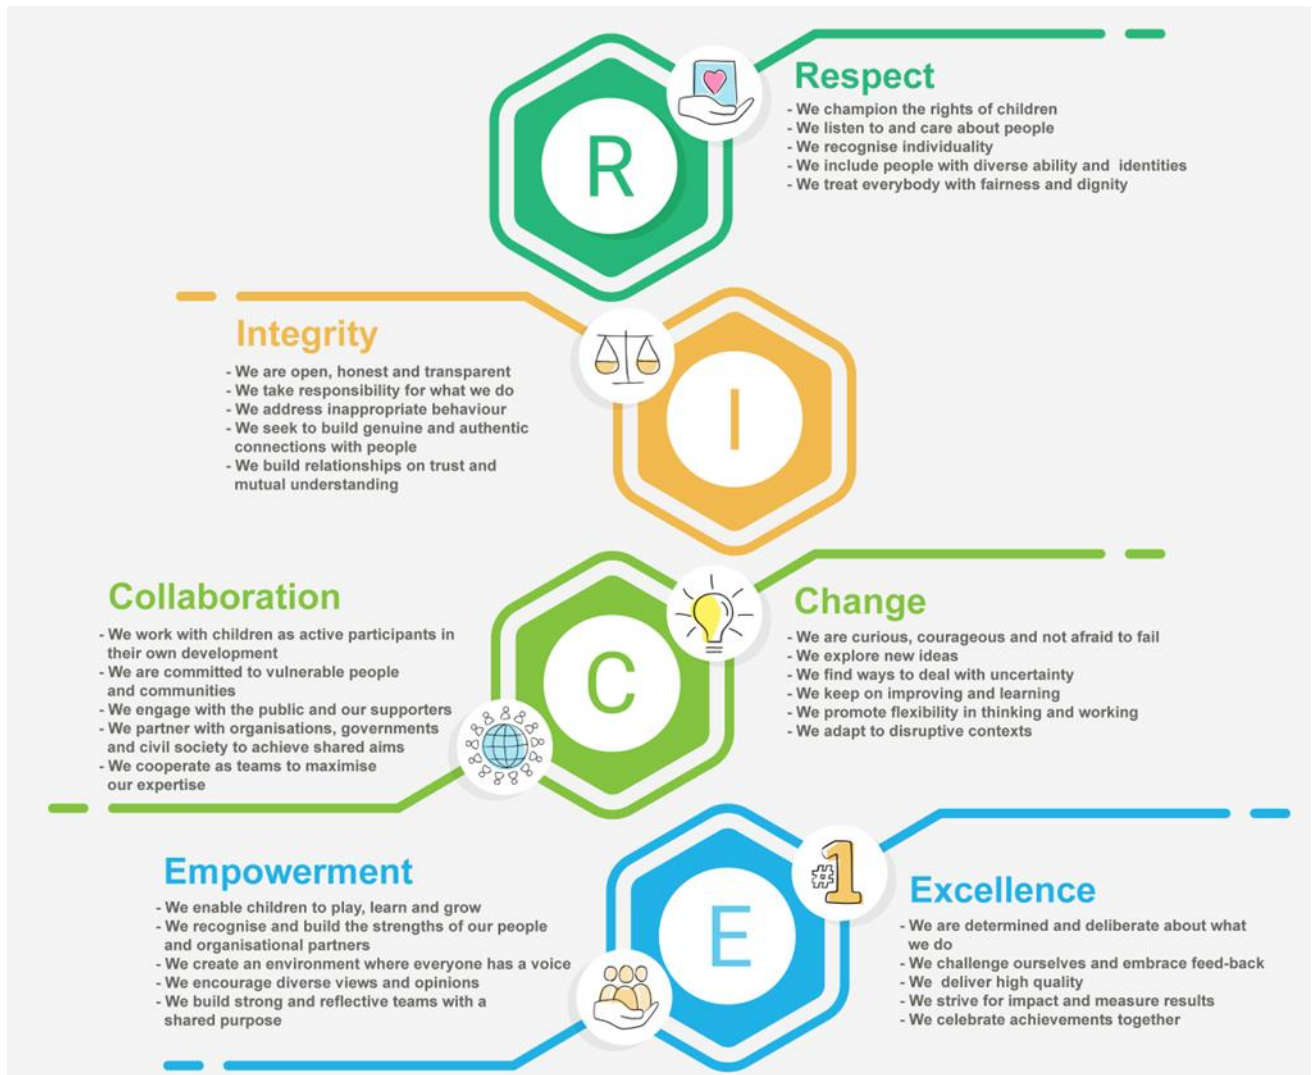 R
Respect
- We champion the rights of children
- We listen to and care about people
- We recognise individuality
- We include people with diverse ability and identities
- We treat everybody with fairness and dignity
Integrity
- We are open, honest and transparent
- We take responsibility for what we do
- We address inappropriate behaviour
- We seek to build genuine and authentic
connections with people
- We build relationships on trust and
mutual understanding
I
Collaboration
- We work with children as active participants in
their own development
- We are committed to vulnerable people
and communities
- We engage with the public and our supporters
- We partner with organisations, governments
and civil society to achieve shared aims
- We cooperate as teams to maximise
our expertise
C
Change
- We are curious, courageous and not afraid to fail
- We explore new ideas
- We find ways to deal with uncertainty
- We keep on improving and learning
- We promote flexibility in thinking and working
- We adapt to disruptive contexts
Empowerment
- We enable children to play, learn and grow
- We recognise and build the strengths of our people
and organisational partners
- We create an environment where everyone has a voice
- We encourage diverse views and opinions
- We build strong and reflective teams with a
shared purpose
E
#1
Excellence
- We are determined and deliberate about what
we do
- We challenge ourselves and embrace feed-back
- We deliver high quality
- We strive for impact and measure results
- We celebrate achievements together